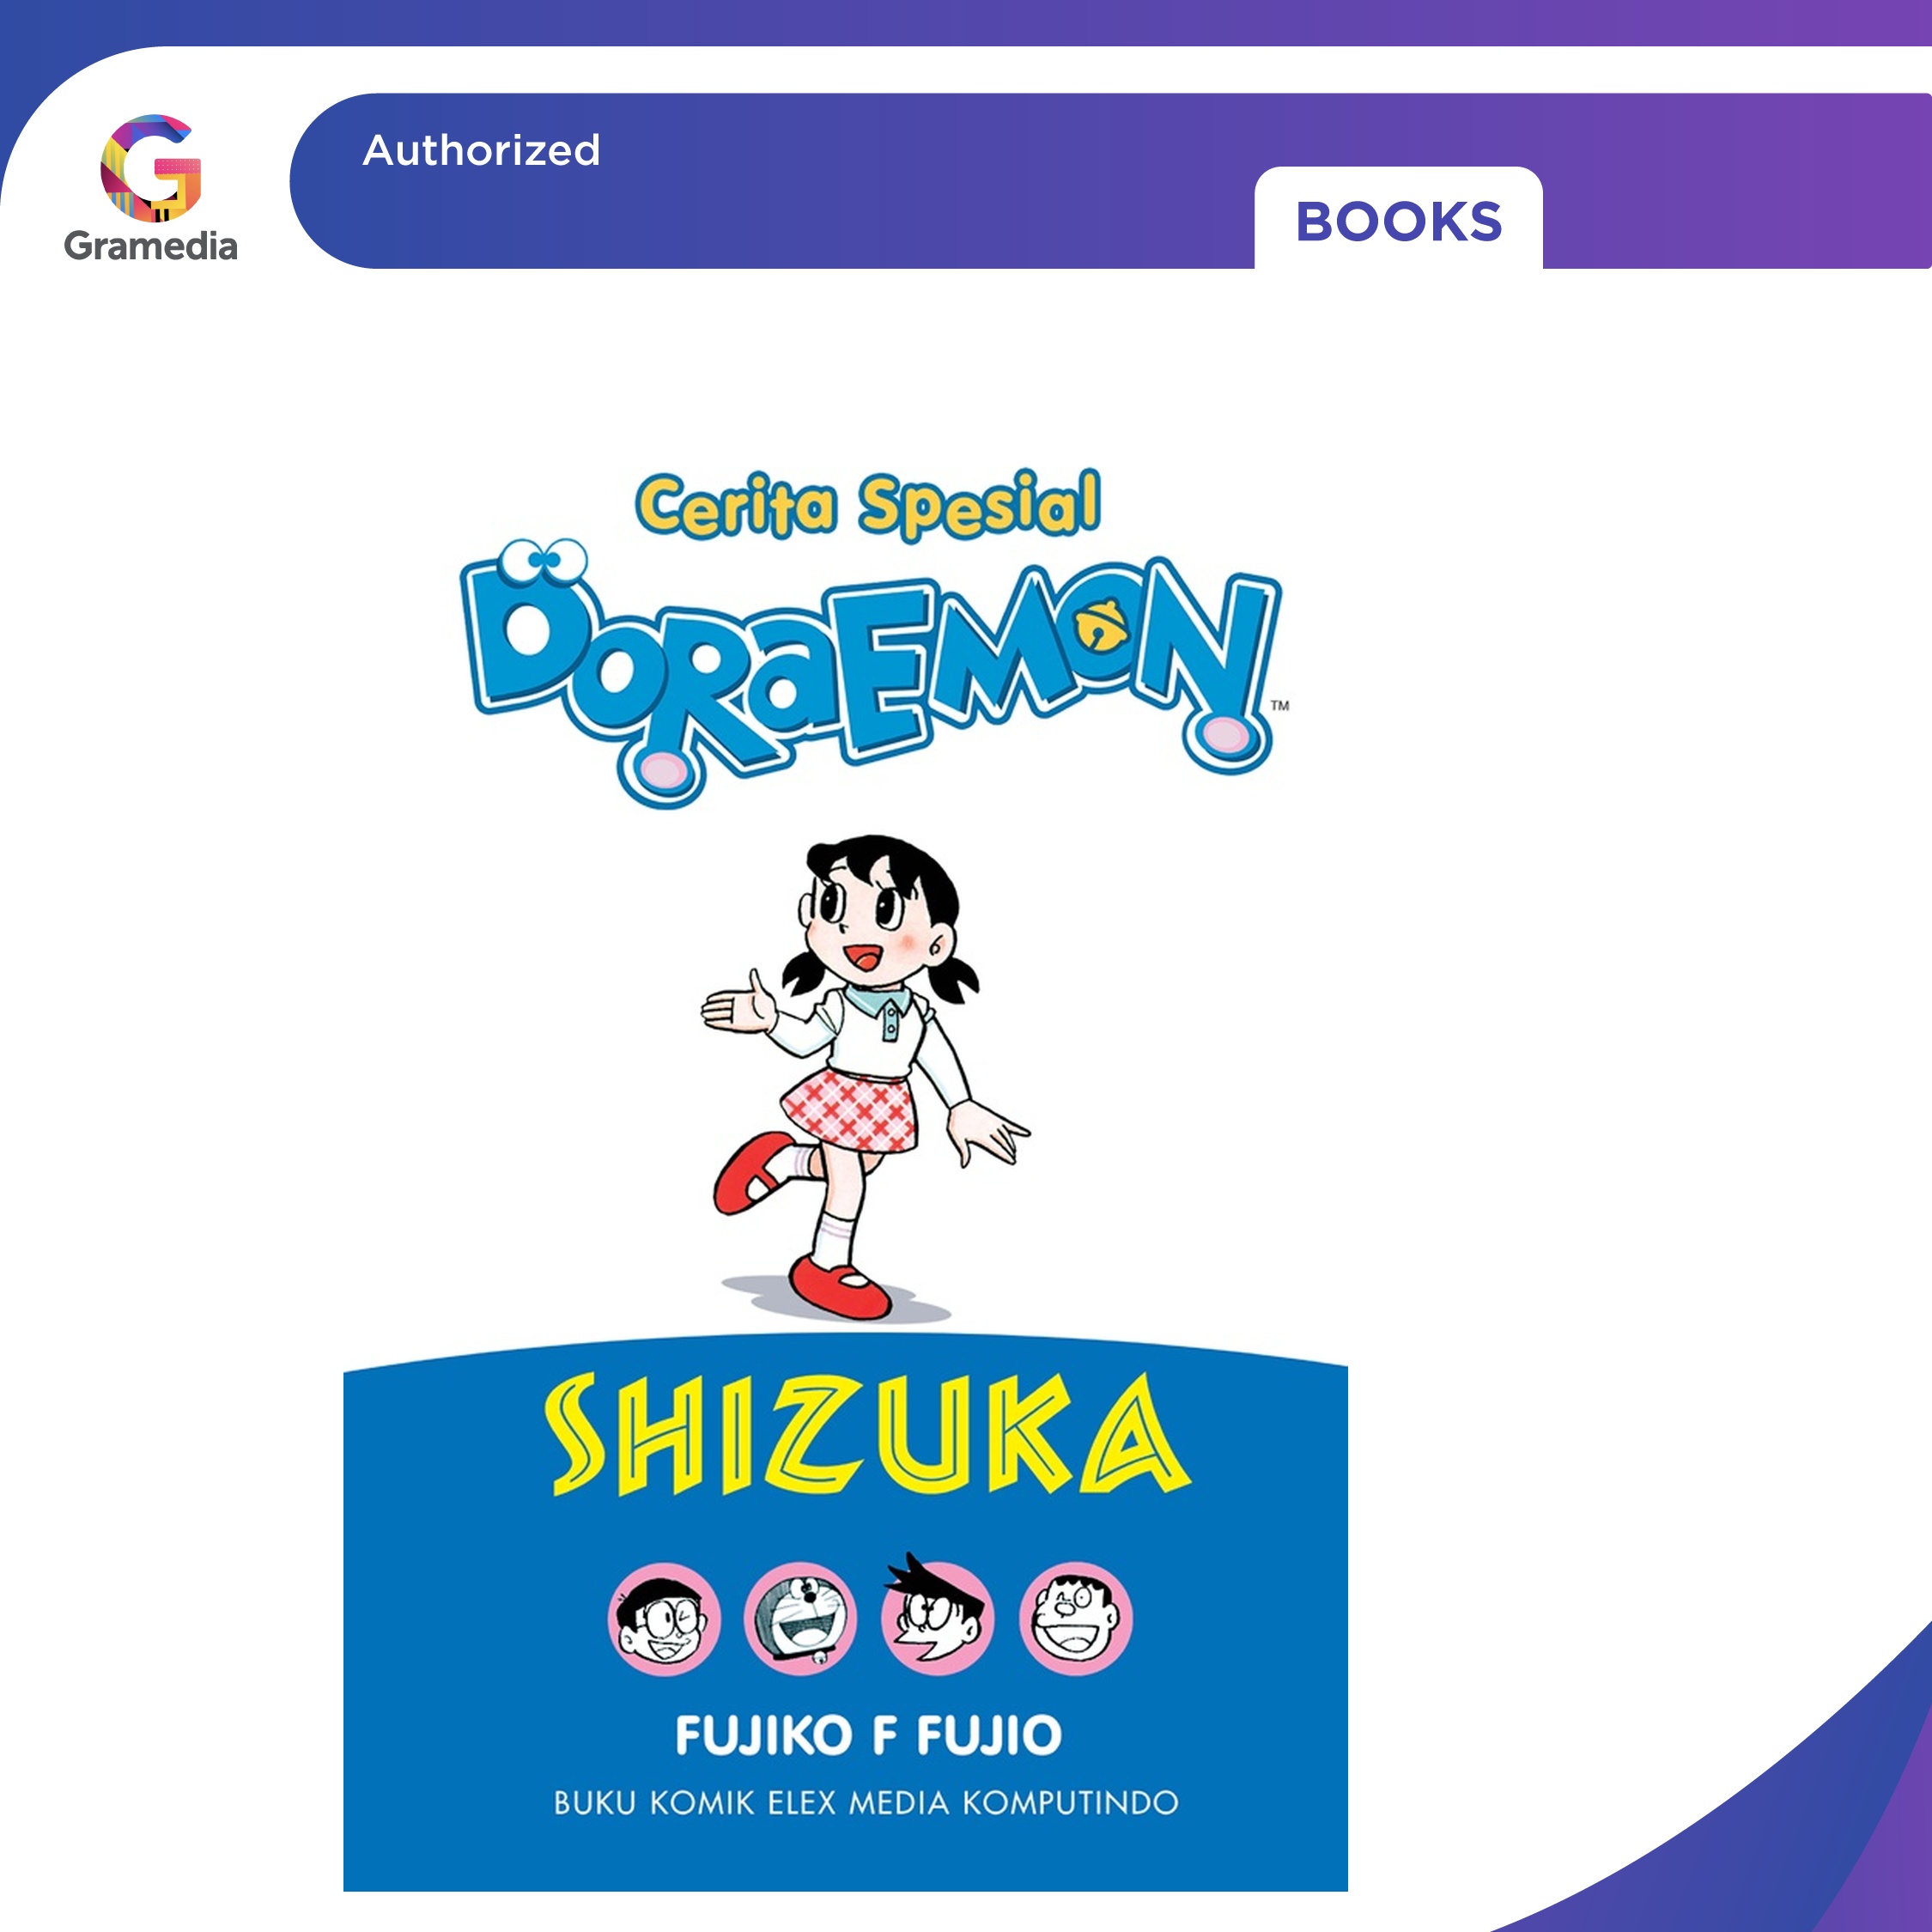 Authorized
Gramedia
BOOKS
Cerita Spesial
DORAEMON
TM
SHIZUKA
FUJIKO F FUJIO
BUKU KOMIK ELEX MEDIA KOMPUTINDO